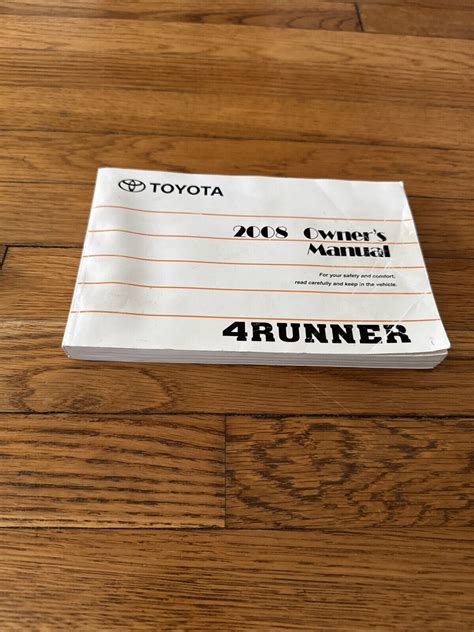 TOYOTA
2008 Owner's
Manual
For your safety and comfort,
read carefully and keep in the vehicle.
4RUNNER